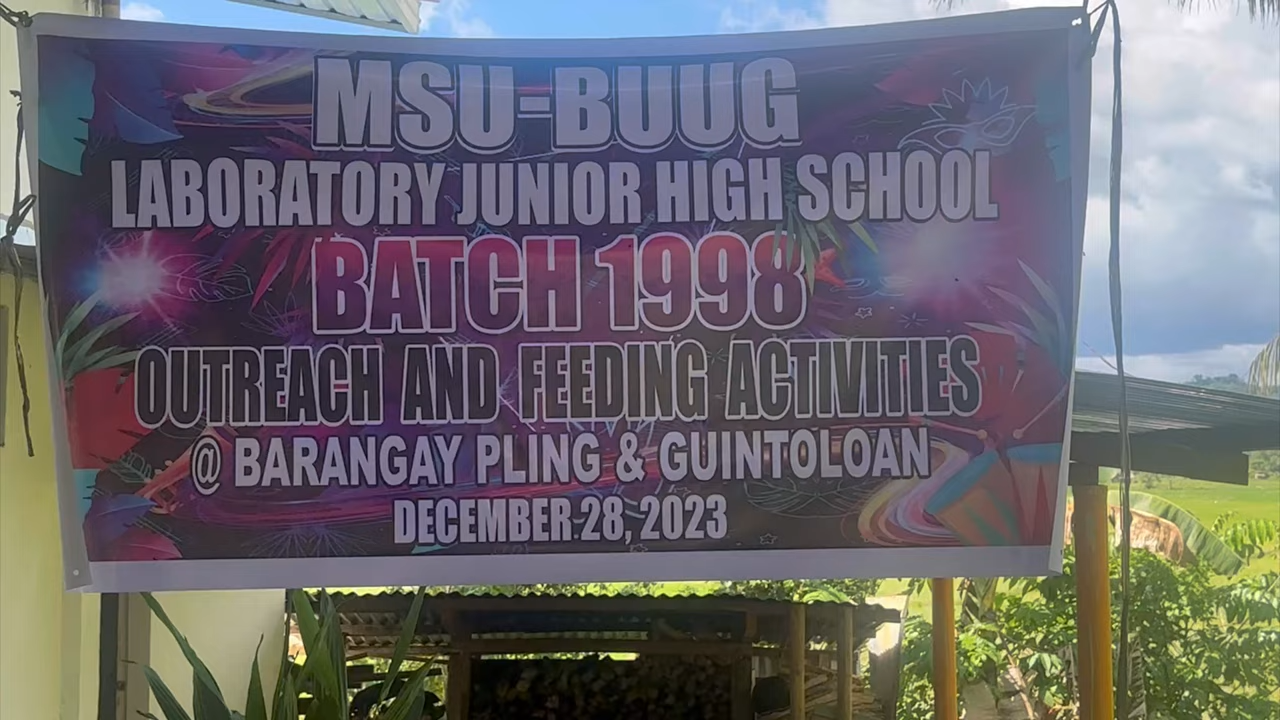 MSU-BUUG
LABORATORY JUNIOR HIGH SCHOOL
BATCH 1998
OUTREACH AND FEEDING ACTIVITIES
@ BARANGAY PLING & GUINTOLOAN
DECEMBER 28, 2023